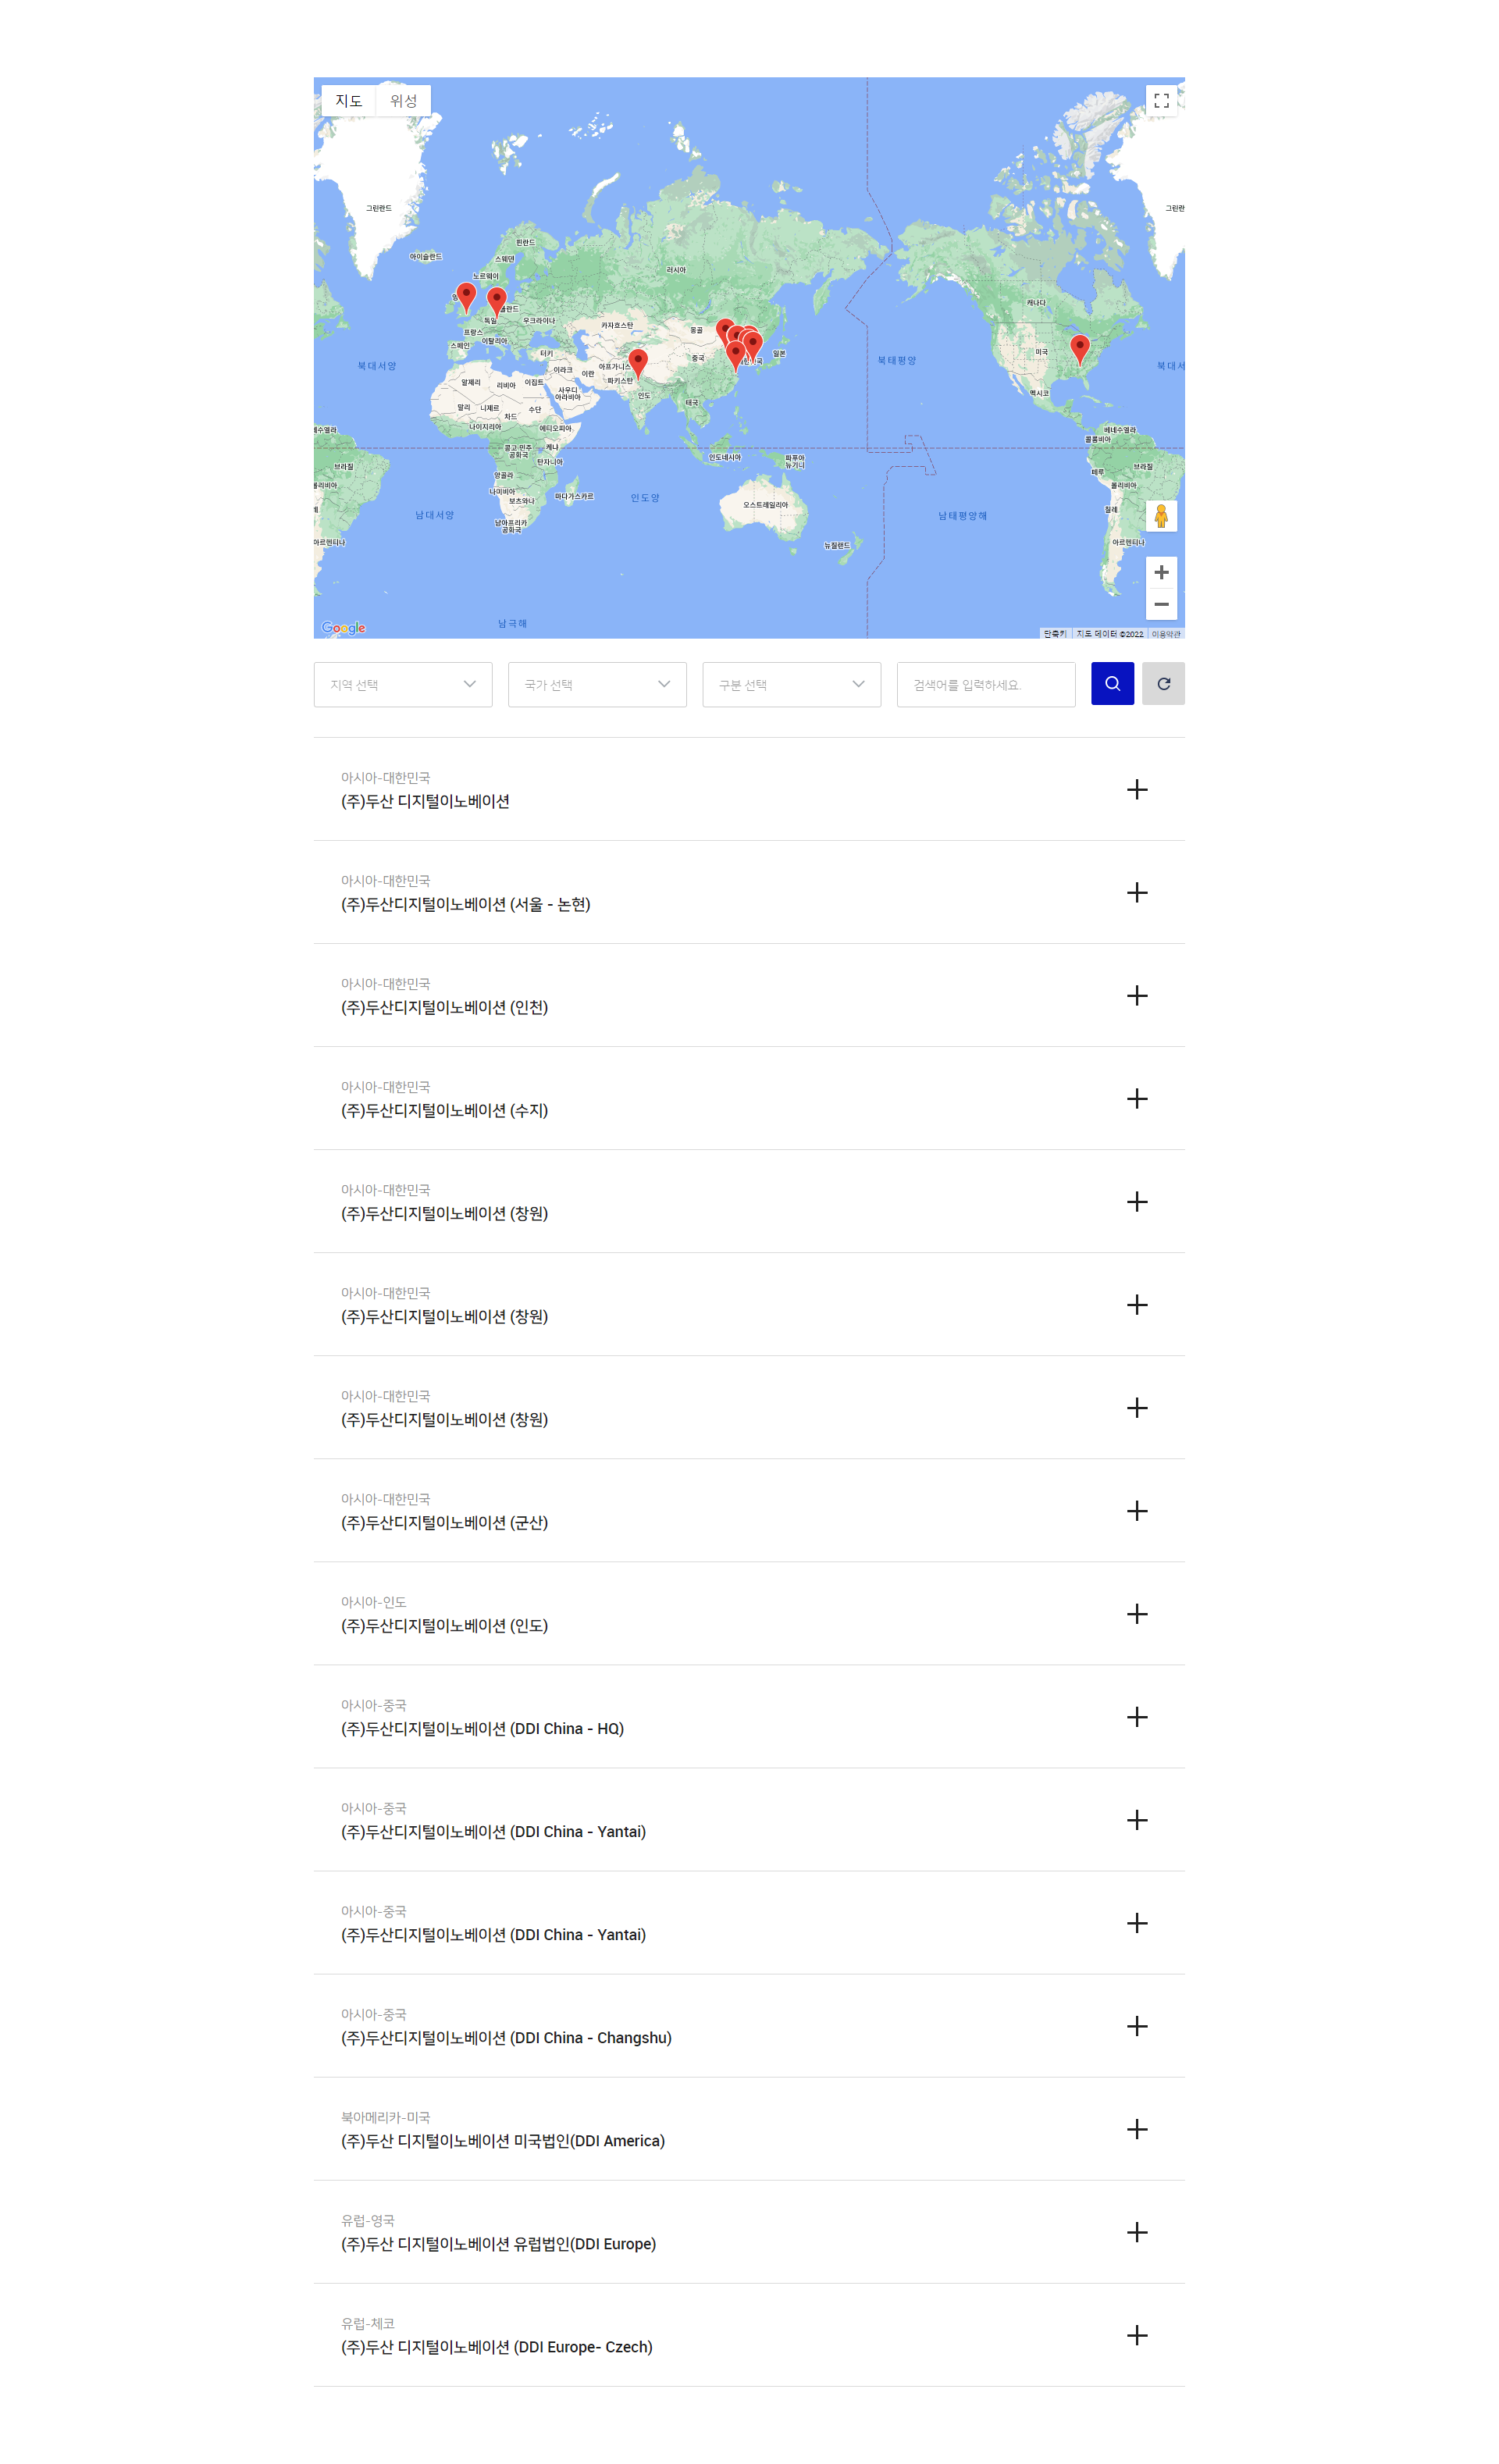 지도
위성
그린란드
그린란
아이슬란드
핀란드
스웨덴
노르웨이
러시아
캐나다
독일
우크라이나
프랑스
이탈리아
스페인
카자흐스탄
몽골
터키
중국
일본
미국
북대서양
북태평양
북대서
이라크
이란
아프가니스
파키스탄
알제리
리비아
이집트
사우디
아라비아
인도
멕시코
말리
니제르
수단
차드
태국
나이지리아
에티오피아
베네수엘라
콜롬비아
콩고 민주
공화국
케냐
탄자니아
인도네시아
파푸아
뉴기니
브라질
브라질
페루
볼리비아
앙골라
나미비아
보츠와나
마다가스카르
인도양
오스트레일리아
칠레
남대서양
남태평양해
남아프리카
공화국
뉴질랜드
아르헨티나
아르헨티나
남극해
Google
단축키
지도 데이터 ©2022
이용약관
지역 선택
국가 선택
구분 선택
검색어를 입력하세요.
아시아-대한민국
(주)두산 디지털이노베이션
아시아-대한민국
(주)두산디지털이노베이션 (서울 - 논현)
아시아-대한민국
(주)두산디지털이노베이션 (인천)
아시아-대한민국
(주)두산디지털이노베이션 (수지)
아시아-대한민국
(주)두산디지털이노베이션 (창원)
아시아-대한민국
(주)두산디지털이노베이션 (창원)
아시아-대한민국
(주)두산디지털이노베이션 (창원)
아시아-대한민국
(주)두산디지털이노베이션 (군산)
아시아-인도
(주)두산디지털이노베이션 (인도)
아시아-중국
(주)두산디지털이노베이션 (DDI China - HQ)
아시아-중국
(주)두산디지털이노베이션 (DDI China - Yantai)
아시아-중국
(주)두산디지털이노베이션 (DDI China - Yantai)
아시아-중국
(주)두산디지털이노베이션 (DDI China - Changshu)
북아메리카-미국
(주)두산 디지털이노베이션 미국법인(DDI America)
유럽-영국
(주)두산 디지털이노베이션 유럽법인(DDI Europe)
유럽-체코
(주)두산 디지털이노베이션 (DDI Europe- Czech)